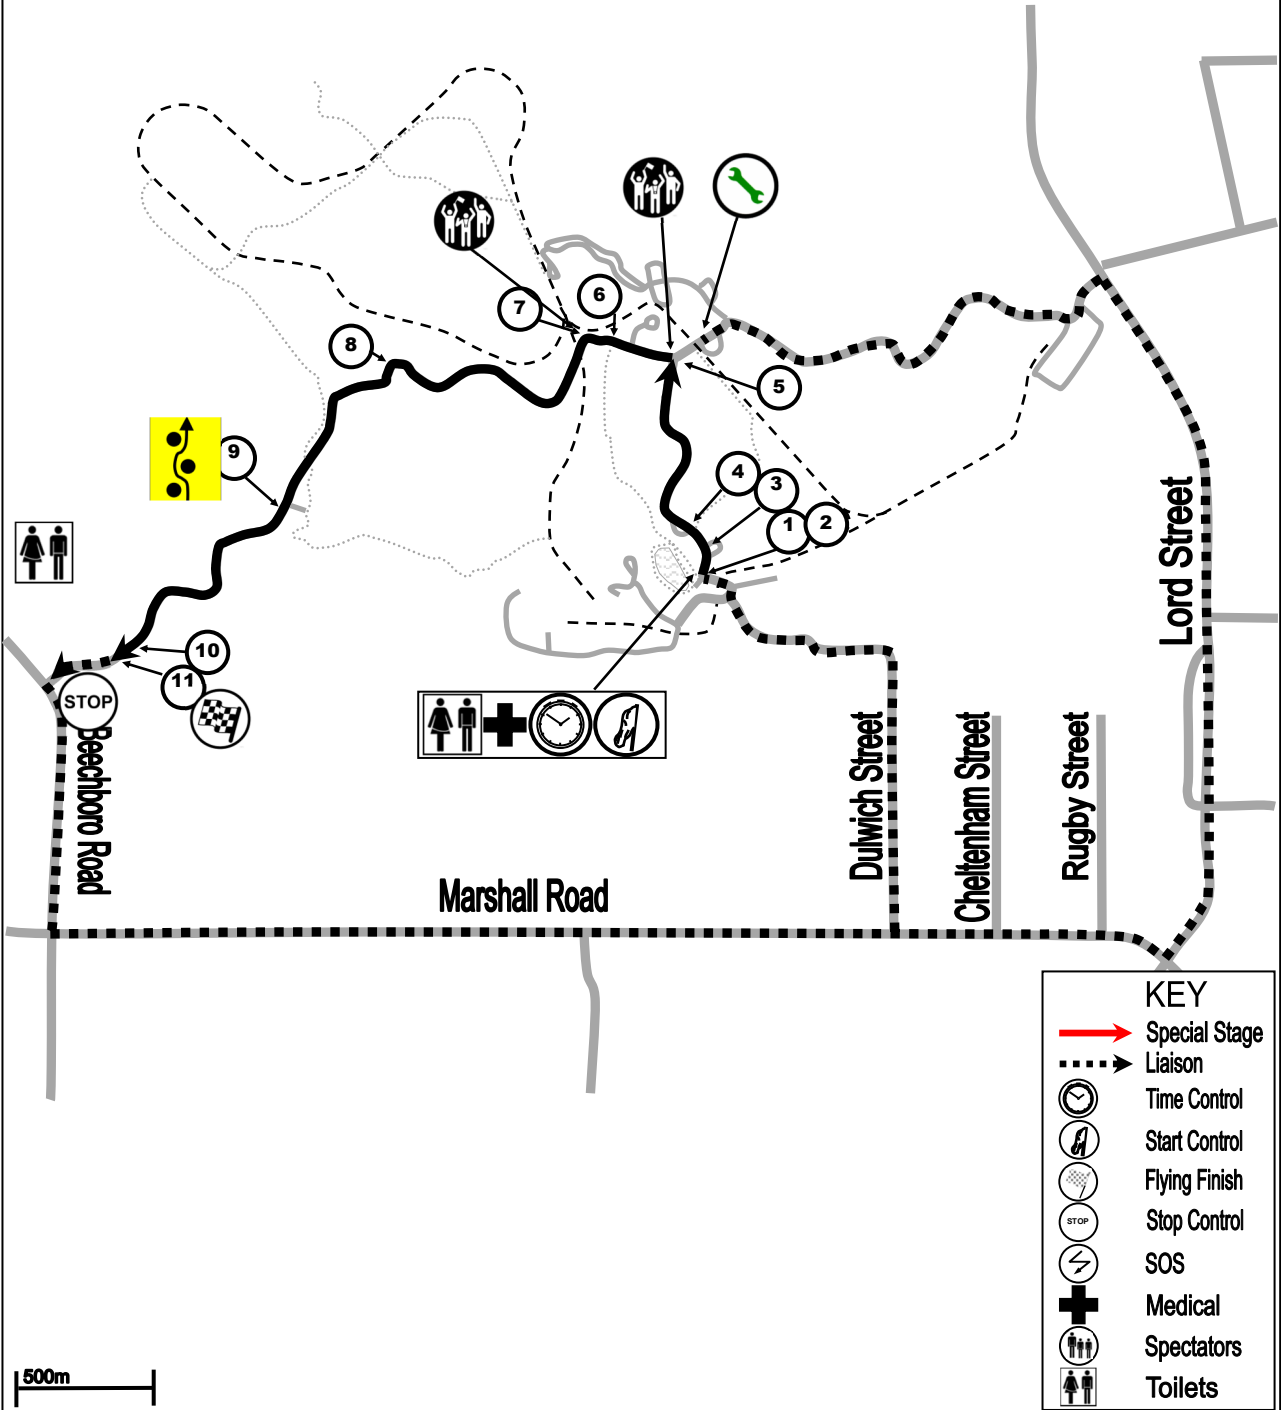 6
7
8
5
9
4
3
1
2
10
11
STOP
Lord Street
Beechboro Road
Dulwich Street
Cheltenham Street
Rugby Street
Marshall Road
KEY
Special Stage
Liaison
Time Control
Start Control
Flying Finish
STOP
Stop Control
SOS
Medical
Spectators
Toilets
500m